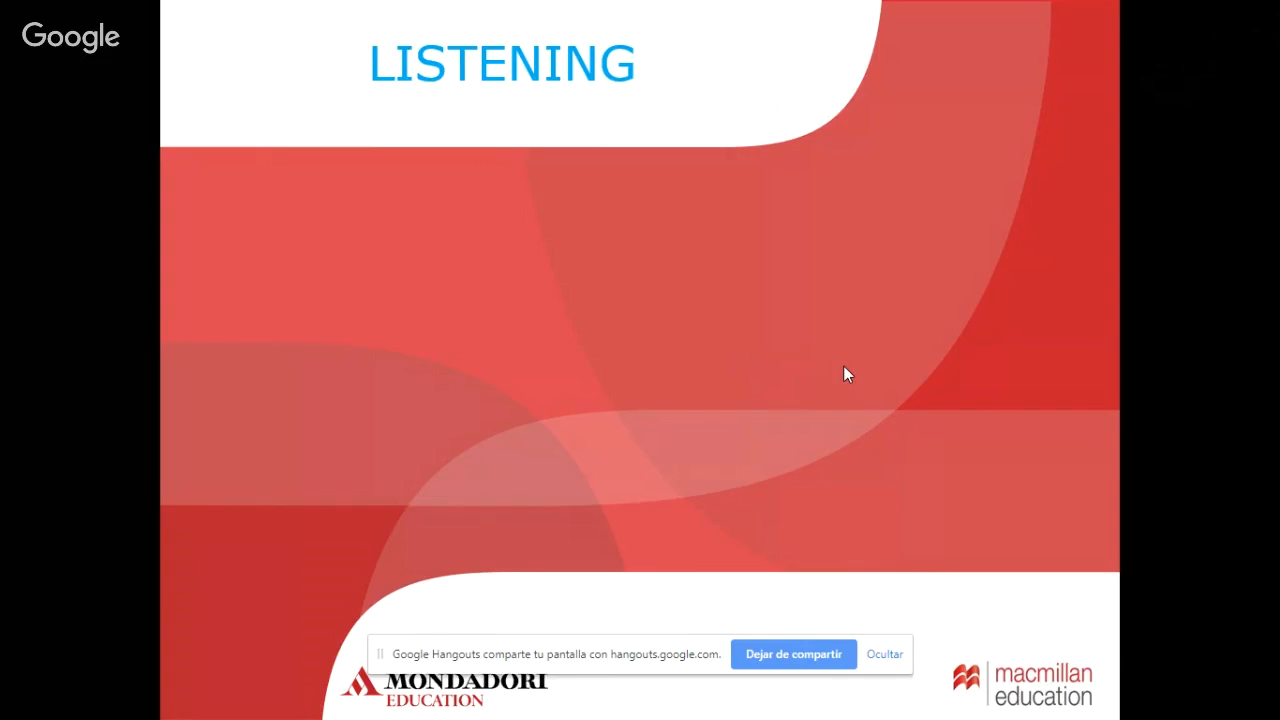 Google
LISTENING
Google Hangouts comparte tu pantalla con hangouts.google.com.
Dejar de compartir
Ocultar
MONDADORI
EDUCATION
macmillan
education